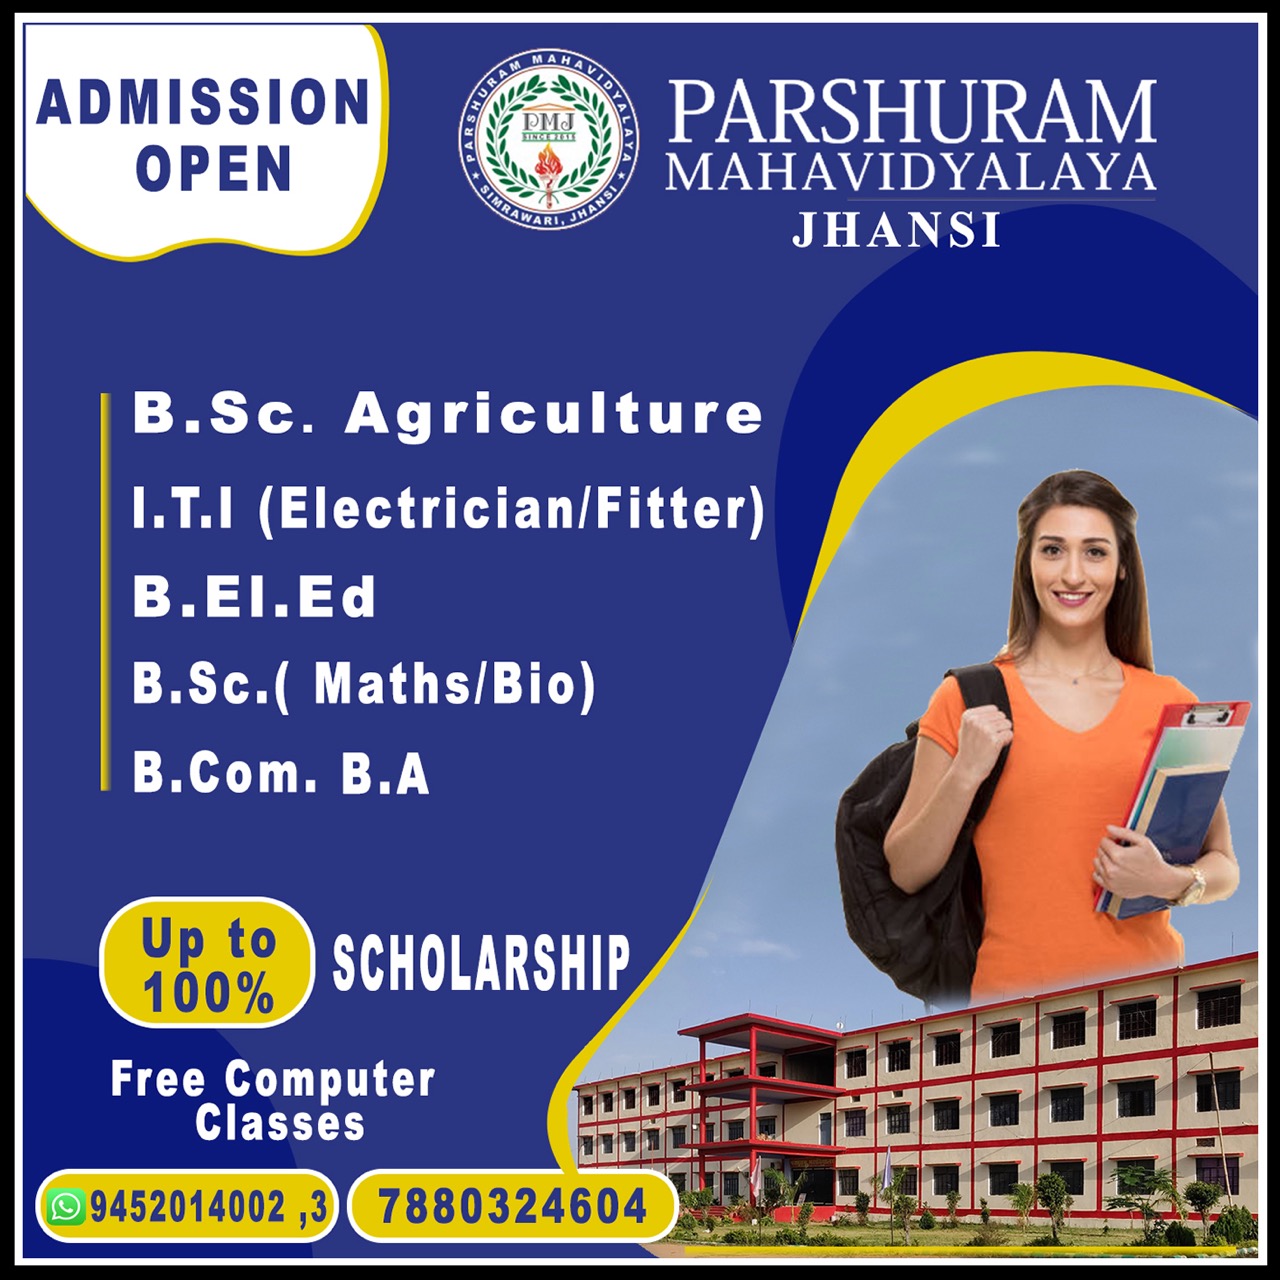 ADMISSION
OPEN
PARSHURAM MAHAVIDYALAYA
PMJ
SINCE 2011
SIMRAWARI, JHANSI
PARSHURAM
MAHAVIDYALAYA
JHANSI
B.Sc. Agriculture
I.T.I (Electrician/Fitter)
B.El.Ed
B.Sc.( Maths/Bio)
B.Com. B.A
Up to
100%
SCHOLARSHIP
Free Computer
Classes
9452014002 ,3
7880324604